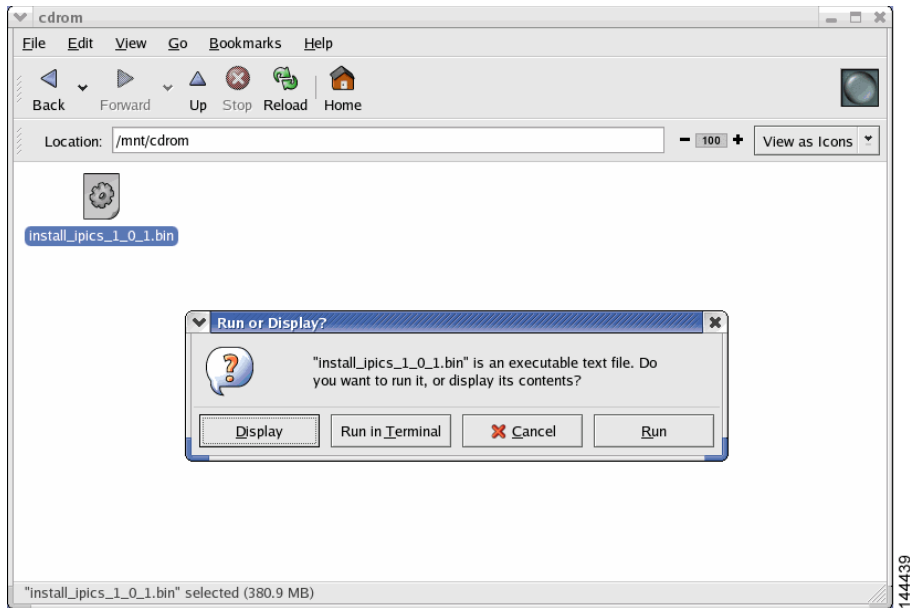 cdrom
File Edit View Go Bookmarks Help
Back Forward Up Stop Reload Home
Location: /mnt/cdrom 100 View as Icons
install_ipics_1_0_1.bin
Run or Display?
"install_ipics_1_0_1.bin" is an executable text file. Do
you want to run it, or display its contents?
Display Run in Terminal Cancel Run
"install_ipics_1_0_1.bin" selected (380.9 MB)
144439